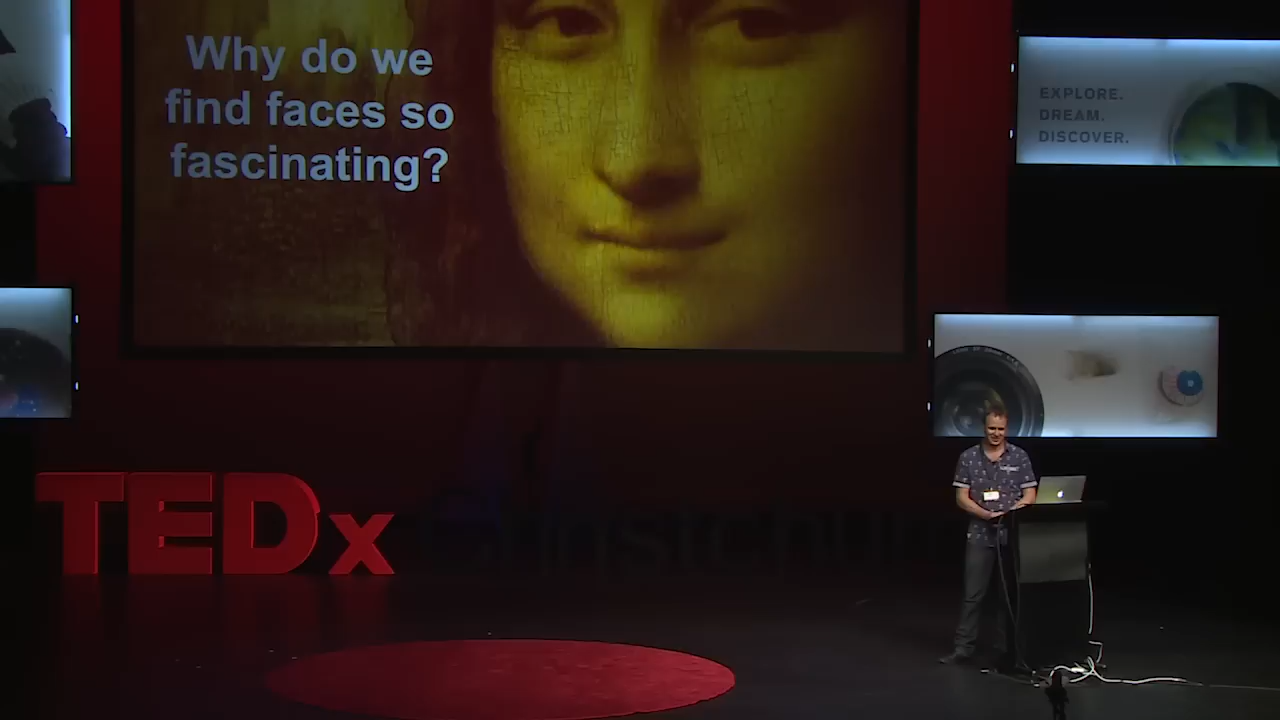 Why do we
find faces so
fascinating?
EXPLORE.
DREAM.
DISCOVER.
TEDx